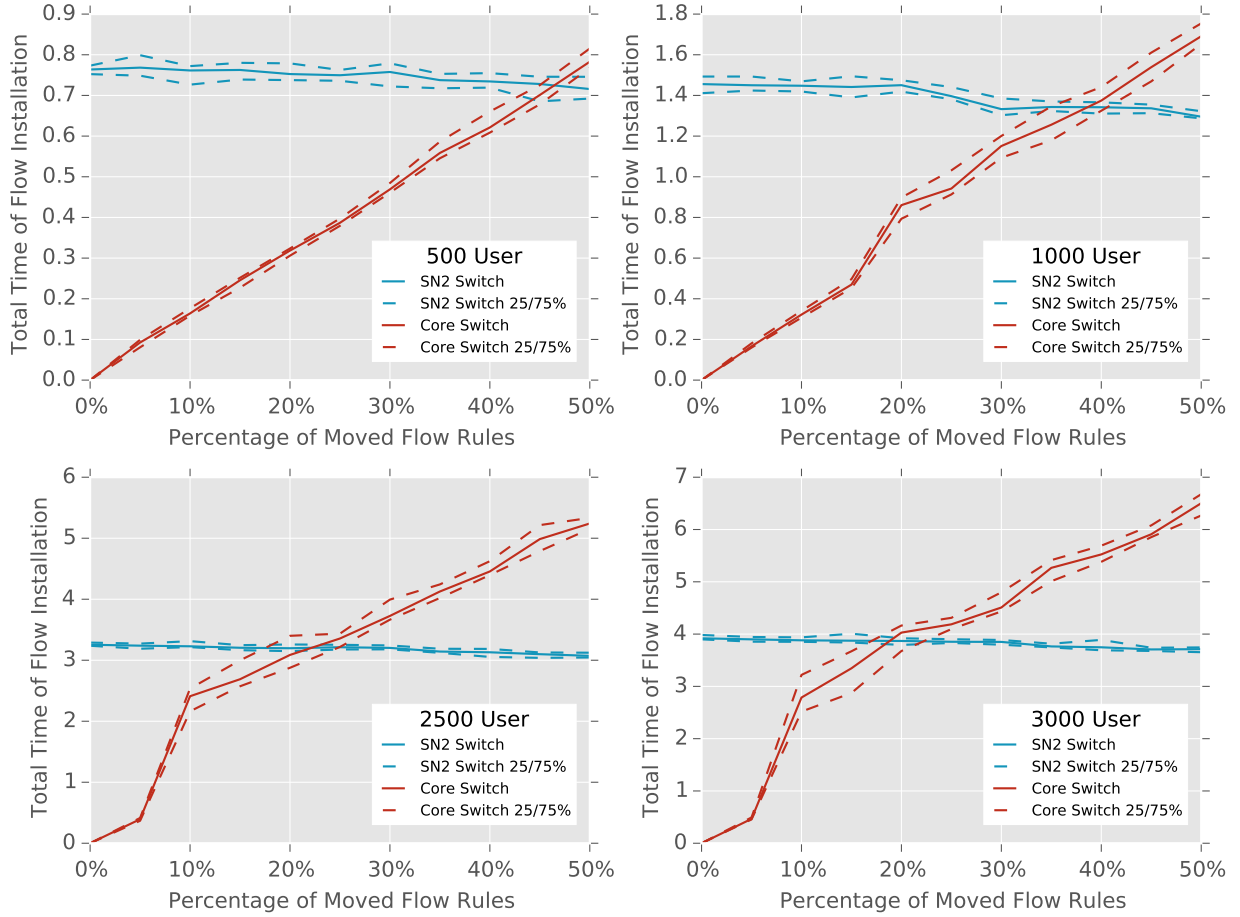 Total Time of Flow Installation
0.9
0.8
0.7
0.6
0.5
0.4
0.3
0.2
0.1
0.0
500 User
SN2 Switch
SN2 Switch 25/75%
Core Switch
Core Switch 25/75%
0% 10% 20% 30% 40% 50%
Percentage of Moved Flow Rules
Total Time of Flow Installation
1.8
1.6
1.4
1.2
1.0
0.8
0.6
0.4
0.2
0.0
1000 User
SN2 Switch
SN2 Switch 25/75%
Core Switch
Core Switch 25/75%
0% 10% 20% 30% 40% 50%
Percentage of Moved Flow Rules
Total Time of Flow Installation
6
5
4
3
2
1
0
2500 User
SN2 Switch
SN2 Switch 25/75%
Core Switch
Core Switch 25/75%
0% 10% 20% 30% 40% 50%
Percentage of Moved Flow Rules
Total Time of Flow Installation
7
6
5
4
3
2
1
0
3000 User
SN2 Switch
SN2 Switch 25/75%
Core Switch
Core Switch 25/75%
0% 10% 20% 30% 40% 50%
Percentage of Moved Flow Rules